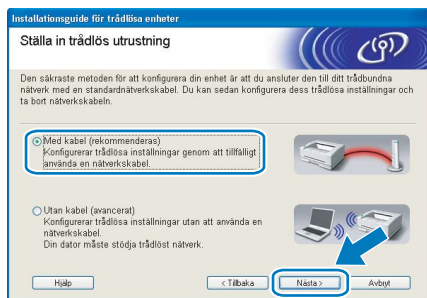 Installationsguide för trådlösa enheter
Ställa in trådlös utrustning
Den säkraste metoden för att konfigurera din enhet är att du ansluter den till ditt trådbundna
nätverk med en standardnätverkskabel. Du kan sedan konfigurera dess trådlösa inställningar och
ta bort nätverkskabeln.
Med kabel (rekommenderas)
Konfigurerar trådlösa inställningar genom att tillfälligt
använda en nätverkskabel.
Utan kabel (avancerat)
Konfigurerar trådlösa inställningar utan att använda en
nätverkskabel.
Din dator måste stödja trådlöst nätverk.
Hjälp
< Tillbaka
Nästa >
Avbryt